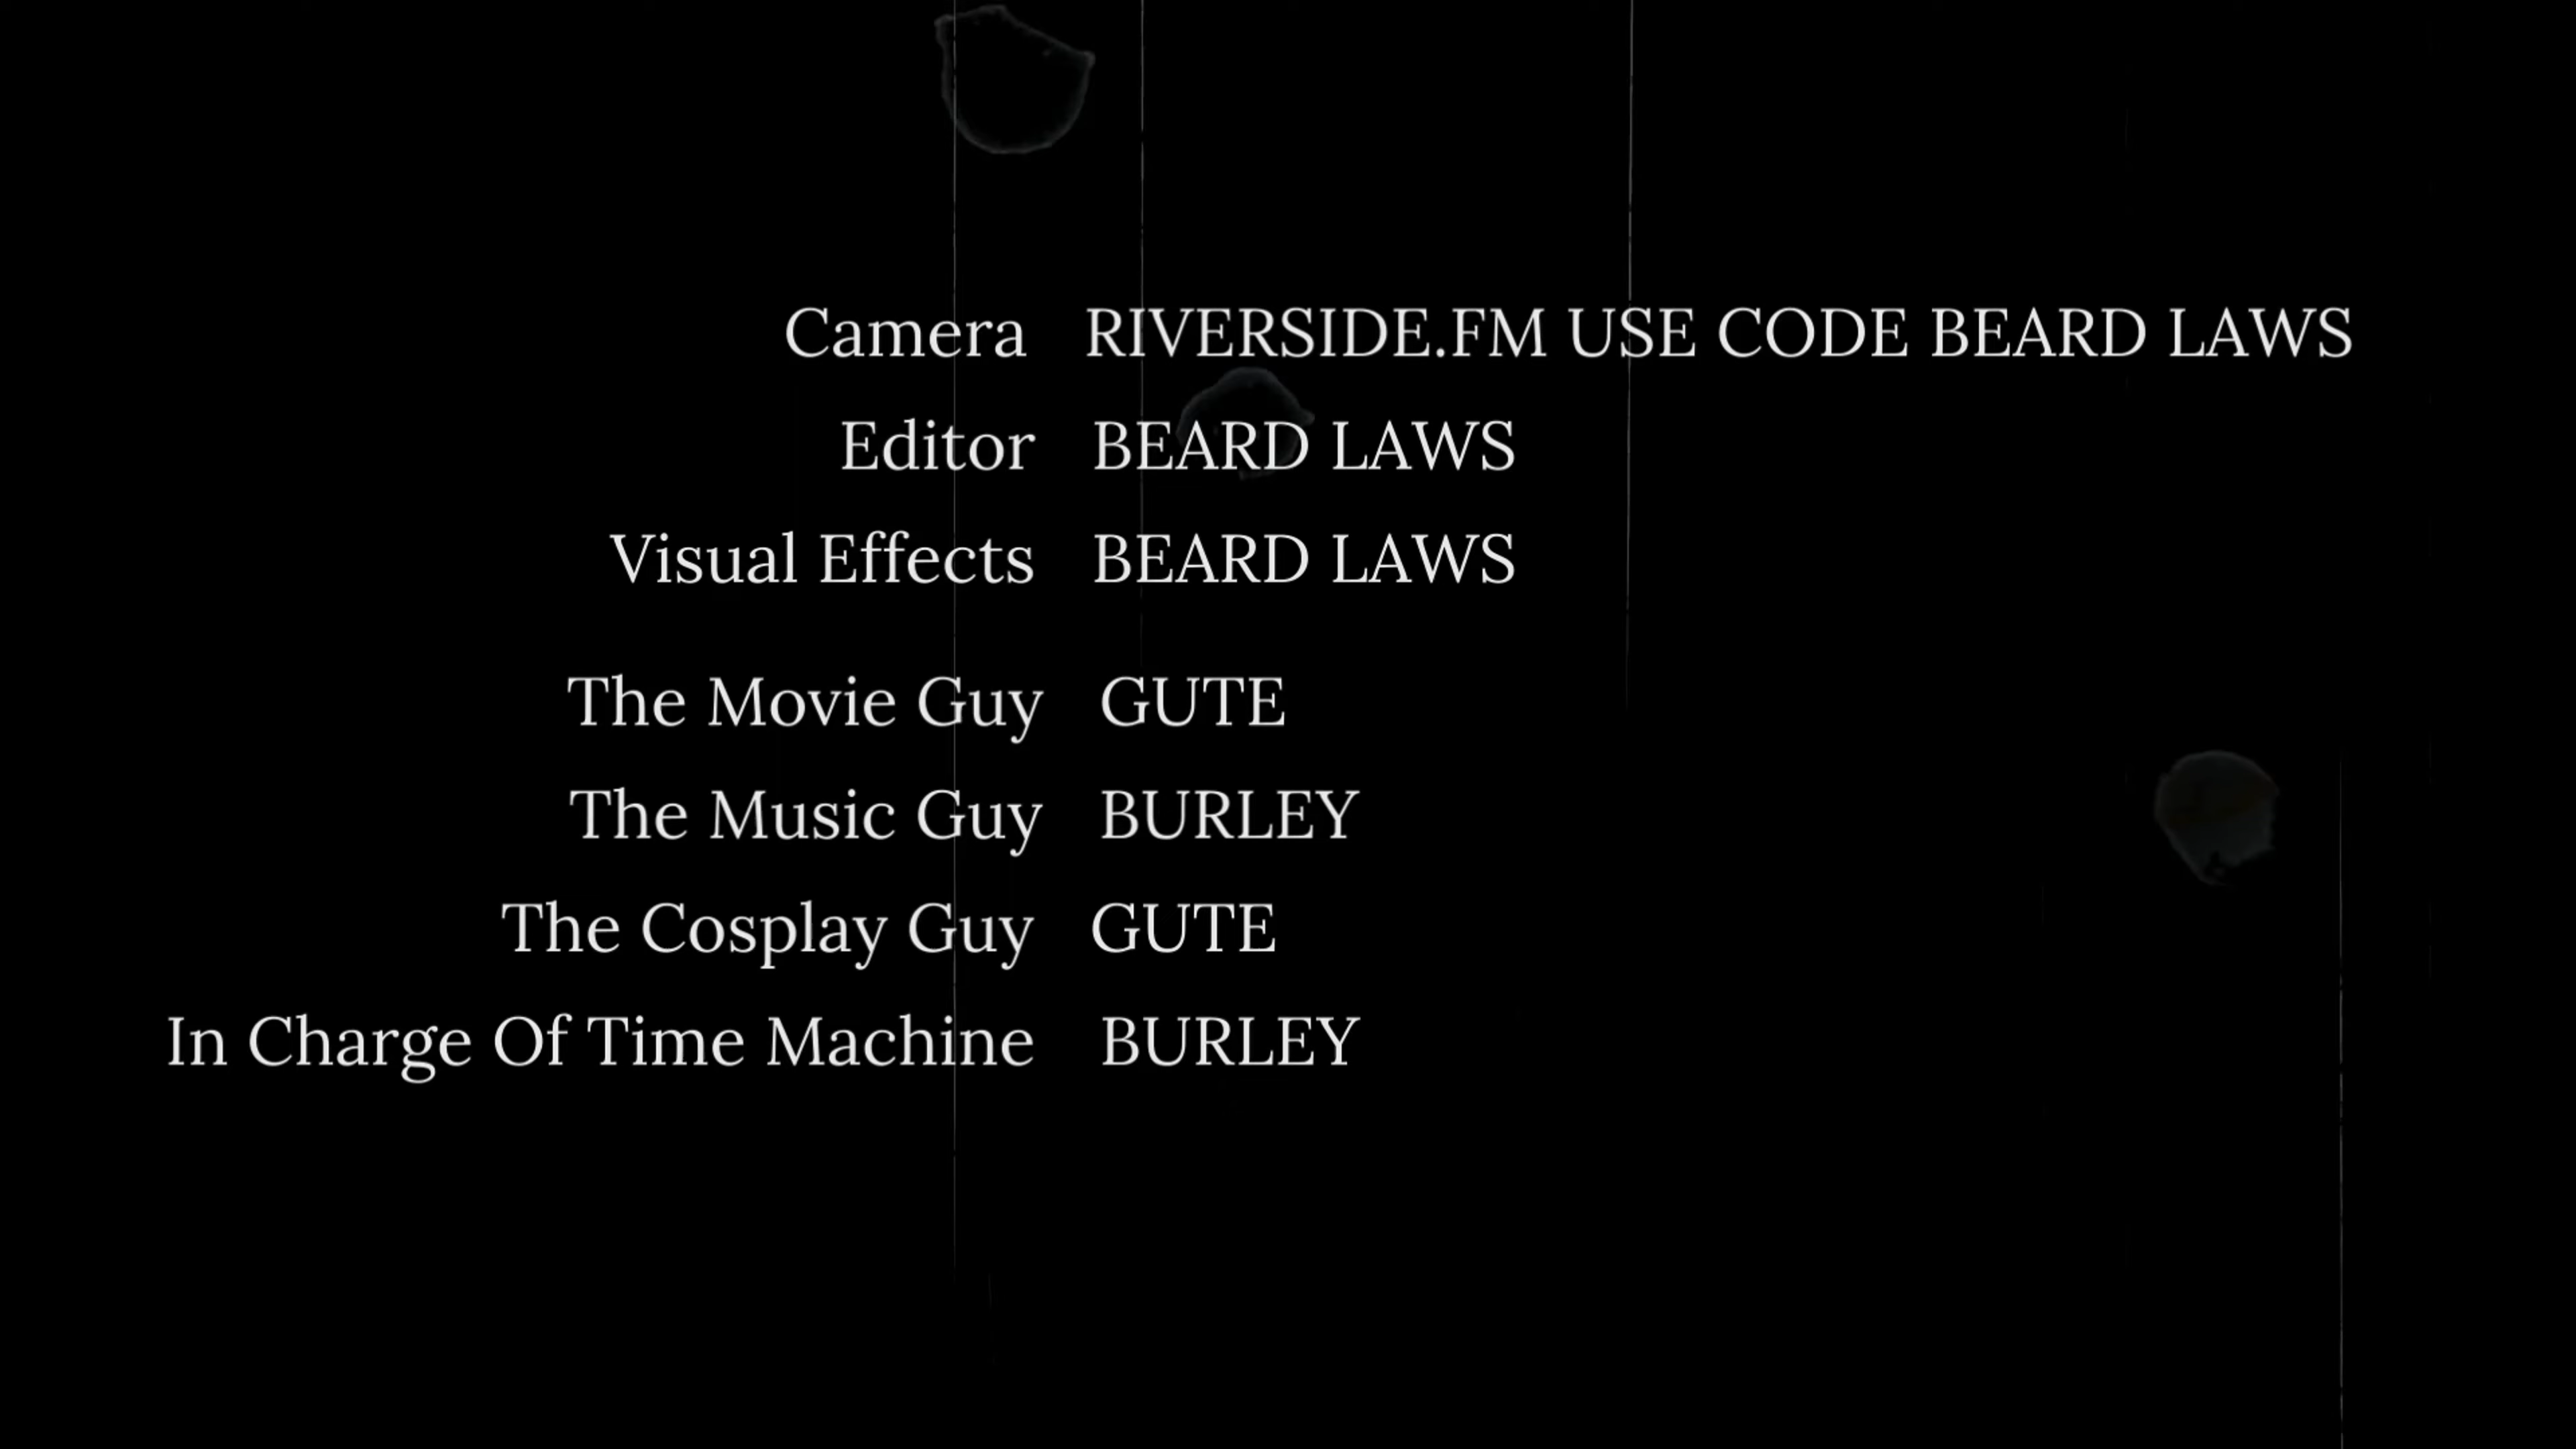 Camera RIVERSIDE.FM USE CODE BEARD LAWS
Editor BEARD LAWS
Visual Effects BEARD LAWS
The Movie Guy GUTE
The Music Guy BURLEY
The Cosplay Guy GUTE
In Charge Of Time Machine BURLEY